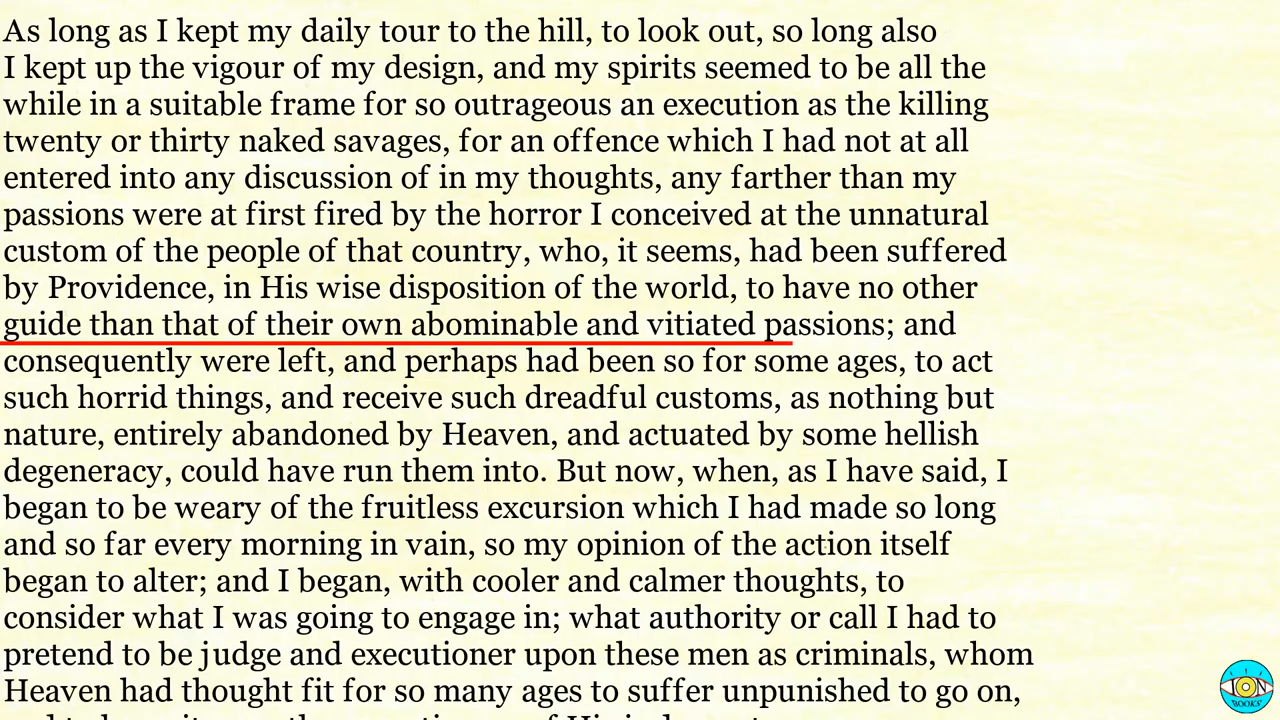 As long as I kept my daily tour to the hill, to look out, so long also
I kept up the vigour of my design, and my spirits seemed to be all the
while in a suitable frame for so outrageous an execution as the killing
twenty or thirty naked savages, for an offence which I had not at all
entered into any discussion of in my thoughts, any farther than my
passions were at first fired by the horror I conceived at the unnatural
custom of the people of that country, who, it seems, had been suffered
by Providence, in His wise disposition of the world, to have no other
guide than that of their own abominable and vitiated passions; and
consequently were left, and perhaps had been so for some ages, to act
such horrid things, and receive such dreadful customs, as nothing but
nature, entirely abandoned by Heaven, and actuated by some hellish
degeneracy, could have run them into. But now, when, as I have said, I
began to be weary of the fruitless excursion which I had made so long
and so far every morning in vain, so my opinion of the action itself
began to alter; and I began, with cooler and calmer thoughts, to
consider what I was going to engage in; what authority or call I had to
pretend to be judge and executioner upon these men as criminals, whom
Heaven had thought fit for so many ages to suffer unpunished to go on,
ION
BOOKS